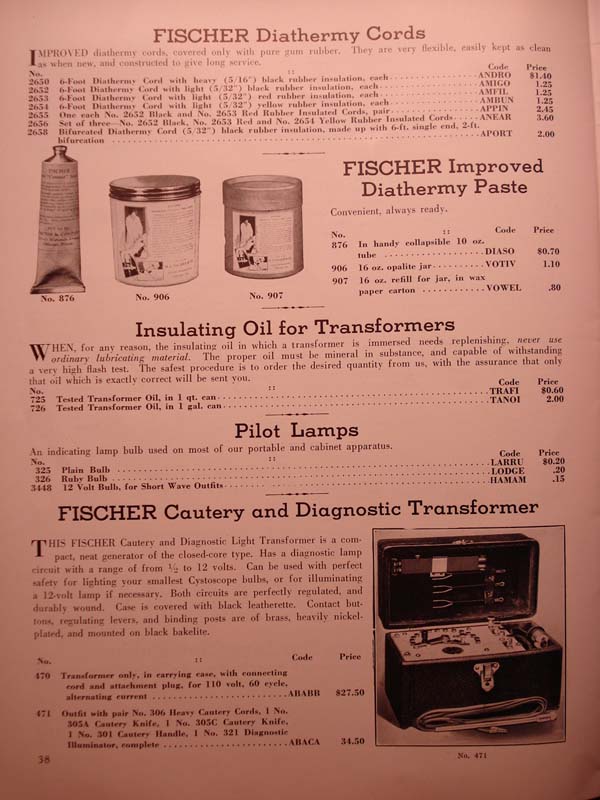 FISCHER Diathermy Cords
IMPROVED diathermy cords, covered only with pure gum rubber. They are very flexible, easily kept as clean
as when new, and constructed to give long service.
No. :: Code Price
2650 6-Foot Diathermy Cord with heavy (5/16") black rubber insulation, each ANDRO $1.40
2652 6-Foot Diathermy Cord with light (5/32") black rubber insulation, each AMIGO 1.25
2653 6-Foot Diathermy Cord with light (5/32") red rubber insulation, each AMFIL 1.25
2654 6-Foot Diathermy Cord with light (5/32") yellow rubber insulation, each AMBUN 1.25
2655 One each No. 2652 Black and No. 2653 Red Rubber Insulated Cords, pair APPIN 2.45
2656 Set of three—No. 2652 Black, No. 2653 Red and No. 2654 Yellow Rubber Insulated Cords ANEAR 3.60
2658 Bifurcated Diathermy Cord (5/32") black rubber insulation, made up with 6-ft. single end, 2-ft.
bifurcation APORT 2.00
FISCHER Improved
Diathermy Paste
Convenient, always ready.
No. :: Code Price
876 In handy collapsible 10 oz.
tube DIASO $0.70
906 16 oz. opalite jar VOTIV 1.10
907 16 oz. refill for jar, in wax
paper carton VOWEL .80
FISCHER
No. 876 No. 906 No. 907
Insulating Oil for Transformers
WHEN, for any reason, the insulating oil in which a transformer is immersed needs replenishing, never use
ordinary lubricating material. The proper oil must be mineral in substance, and capable of withstanding
a very high flash test. The safest procedure is to order the desired quantity from us, with the assurance that only
that oil which is exactly correct will be sent you.
No. :: Code Price
725 Tested Transformer Oil, in 1 qt. can TRAFI $0.60
726 Tested Transformer Oil, in 1 gal. can TANOI 2.00
Pilot Lamps
An indicating lamp bulb used on most of our portable and cabinet apparatus.
No. :: Code Price
325 Plain Bulb LARRU $0.20
326 Ruby Bulb LODGE .20
3448 12 Volt Bulb, for Short Wave Outfits HAMAM .15
FISCHER Cautery and Diagnostic Transformer
THIS FISCHER Cautery and Diagnostic Light Transformer is a com-
pact, neat generator of the closed-core type. Has a diagnostic lamp
circuit with a range of from ½ to 12 volts. Can be used with perfect
safety for lighting your smallest Cystoscope bulbs, or for illuminating
a 12-volt lamp if necessary. Both circuits are perfectly regulated, and
durably wound. Case is covered with black leatherette. Contact but-
tons, regulating levers, and binding posts are of brass, heavily nickel-
plated, and mounted on black bakelite.
No. :: Code Price
470 Transformer only, in carrying case, with connecting
cord and attachment plug, for 110 volt, 60 cycle,
alternating current ABABB $27.50
471 Outfit with pair No. 306 Heavy Cautery Cords, 1 No.
305A Cautery Knife, 1 No. 305C Cautery Knife,
1 No. 301 Cautery Handle, 1 No. 321 Diagnostic
Illuminator, complete ABACA 34.50
No. 471
38